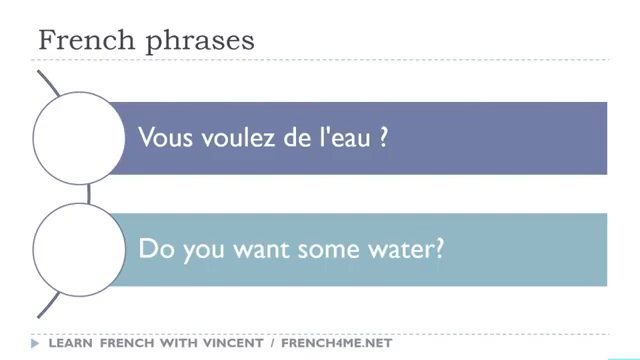 French phrases
Vous voulez de l'eau ?
Do you want some water?
LEARN FRENCH WITH VINCENT / FRENCH4ME.NET